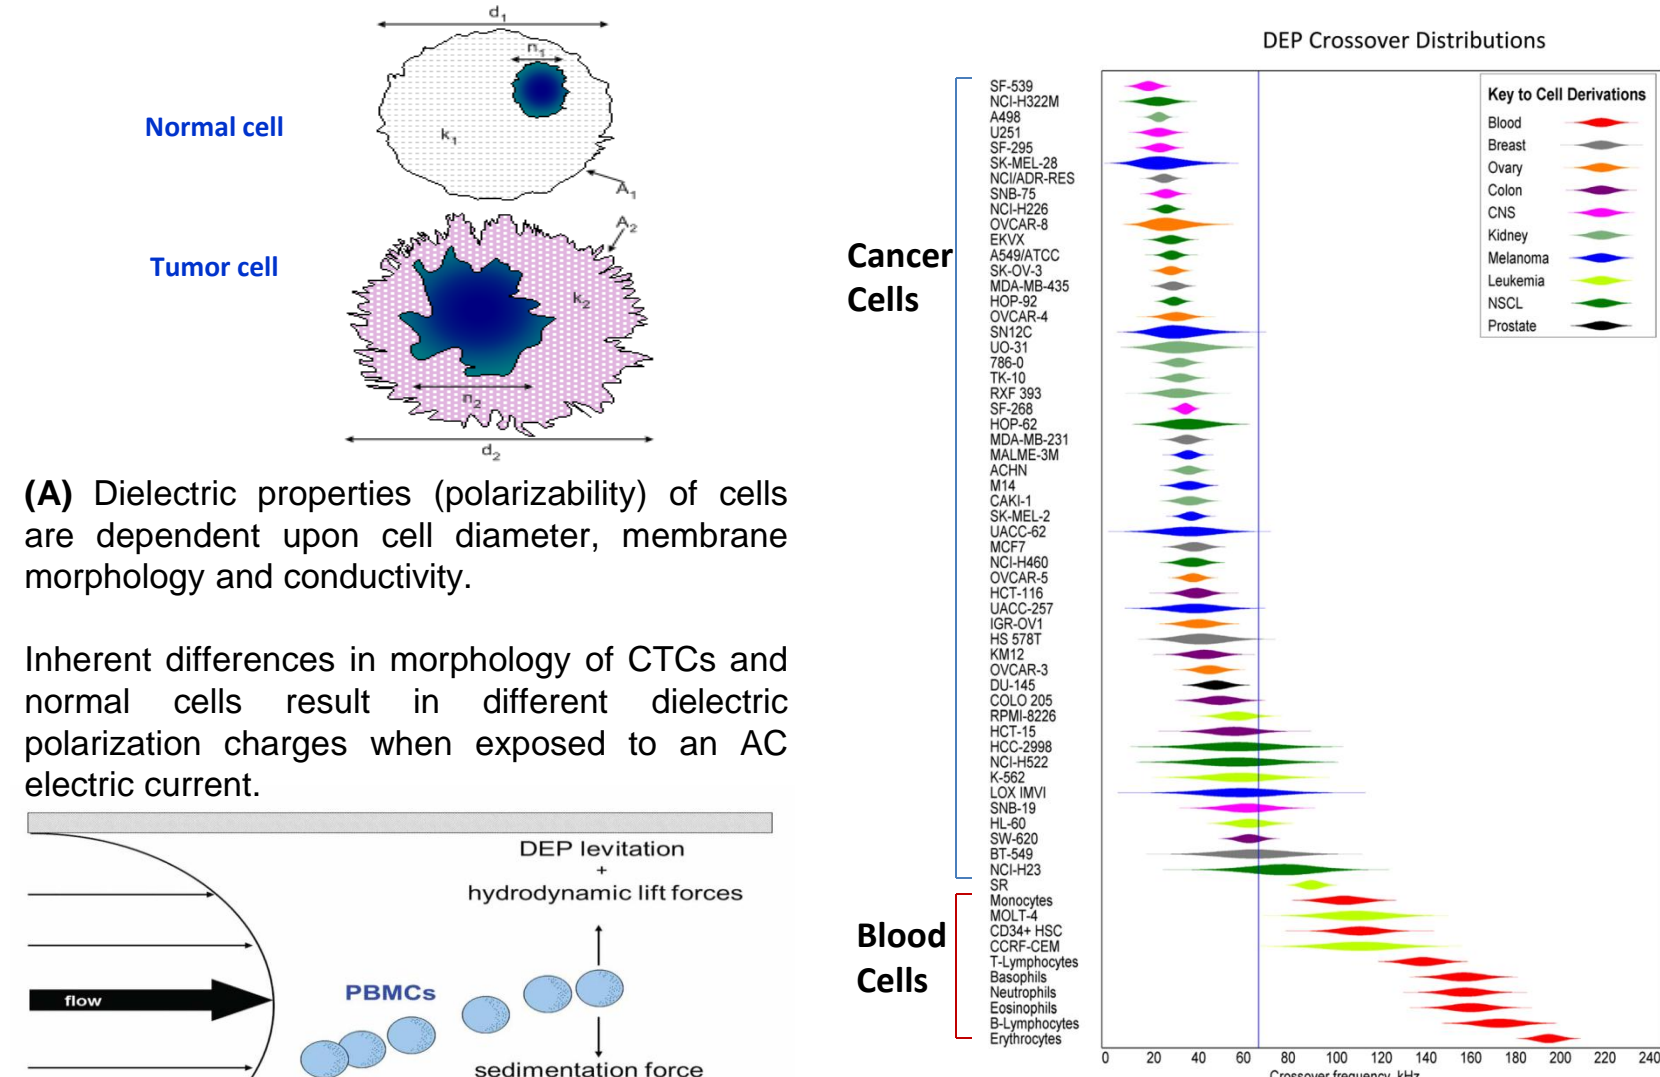 d1
n1
Normal cell
k1
A1
A2
Tumor cell
k2
n2
d2
(A) Dielectric properties (polarizability) of cells
are dependent upon cell diameter, membrane
morphology and conductivity.
Inherent differences in morphology of CTCs and
normal cells result in different dielectric
polarization charges when exposed to an AC
electric current.
DEP levitation
+
hydrodynamic lift forces
flow
PBMCs
sedimentation force
DEP Crossover Distributions
Cancer
Cells
Blood
Cells
SF-539
NCI-H322M
A498
U251
SF-295
SK-MEL-28
NCI/ADR-RES
SNB-75
NCI-H226
OVCAR-8
EKVX
A549/ATCC
SK-OV-3
MDA-MB-435
HOP-92
OVCAR-4
SN12C
UO-31
786-0
TK-10
RXF 393
SF-268
HOP-62
MDA-MB-231
MALME-3M
ACHN
M14
CAKI-1
SK-MEL-2
UACC-62
MCF7
NCI-H460
OVCAR-5
HCT-116
UACC-257
IGR-OV1
HS 578T
KM12
OVCAR-3
DU-145
COLO 205
RPMI-8226
HCT-15
HCC-2998
NCI-H522
K-562
LOX IMVI
SNB-19
HL-60
SW-620
BT-549
NCI-H23
SR
Monocytes
MOLT-4
CD34+ HSC
CCRF-CEM
T-Lymphocytes
Basophils
Neutrophils
Eosinophils
B-Lymphocytes
Erythrocytes
Key to Cell Derivations
Blood
Breast
Ovary
Colon
CNS
Kidney
Melanoma
Leukemia
NSCL
Prostate
0 20 40 60 80 100 120 140 160 180 200 220 240
Crossover frequency, kHz